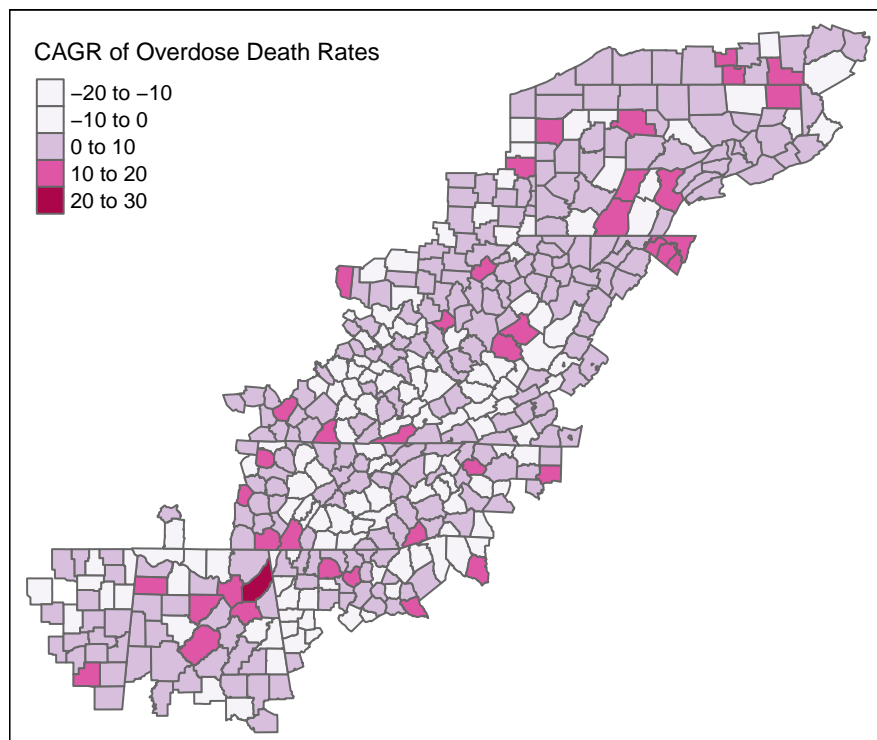 CAGR of Overdose Death Rates
−20 to −10
−10 to 0
0 to 10
10 to 20
20 to 30